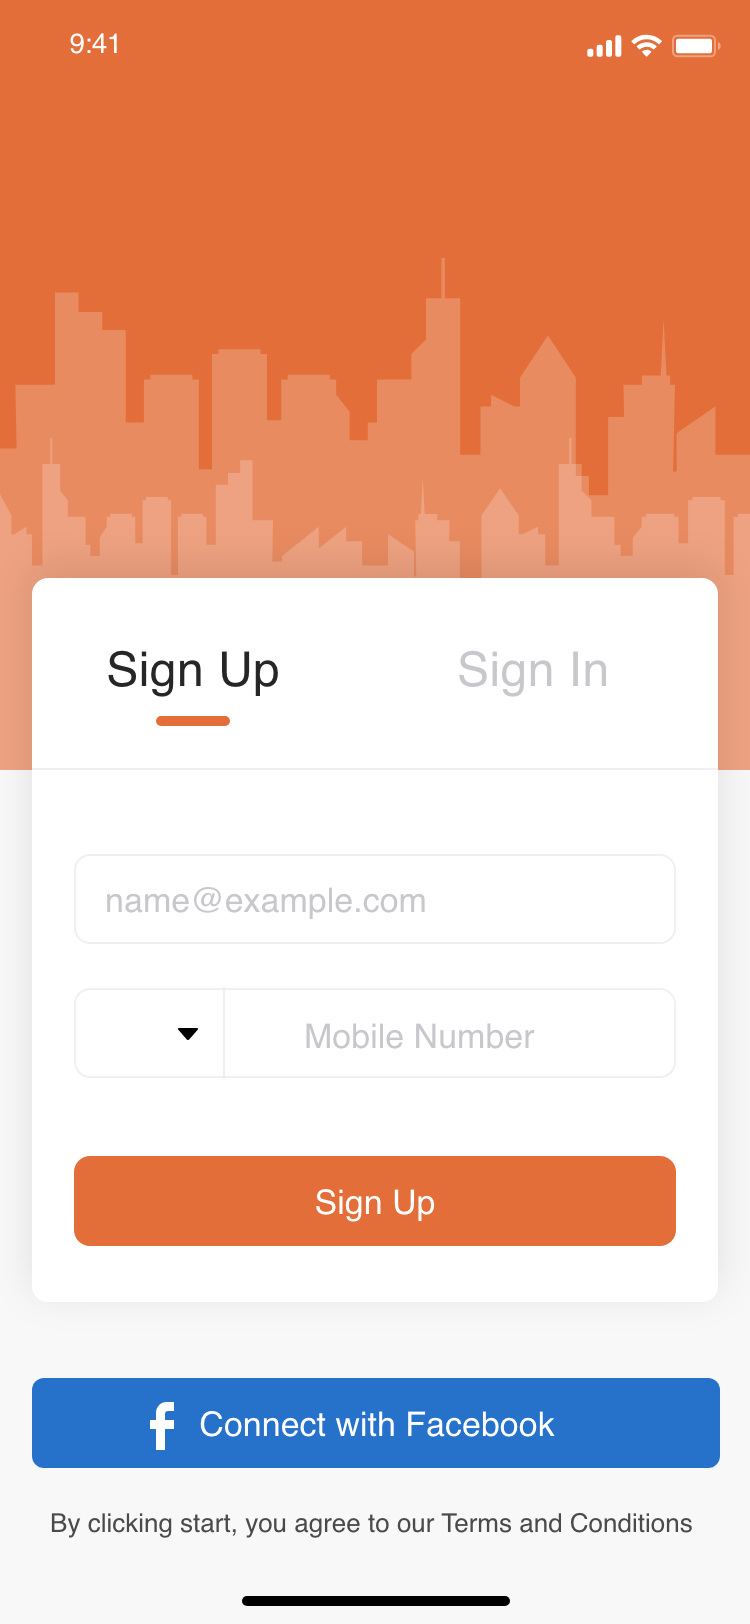 9:41
Sign Up
Sign In
name@example.com
Mobile Number
Sign Up
Connect with Facebook
By clicking start, you agree to our Terms and Conditions